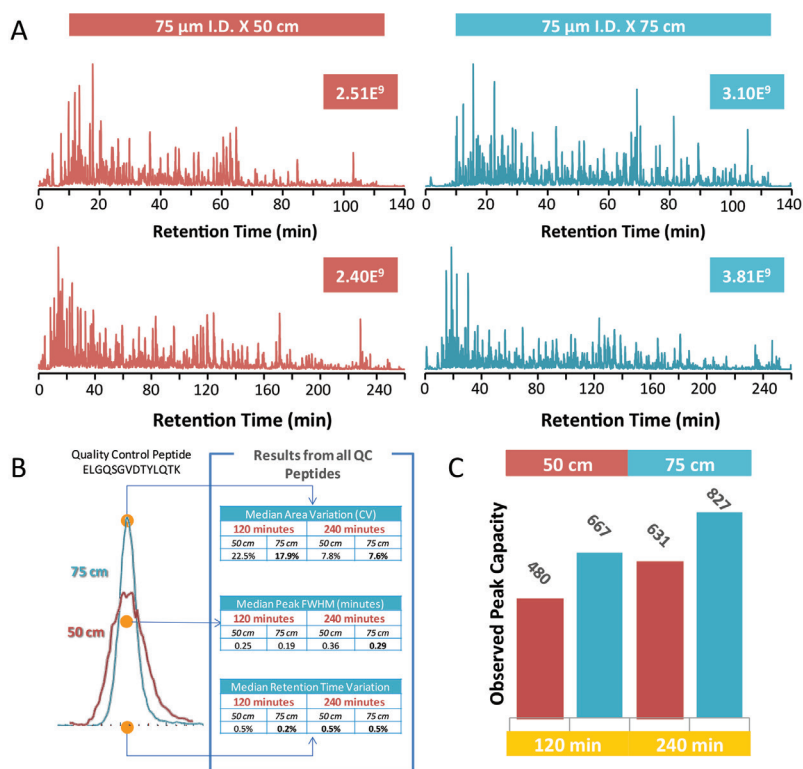 A
75 µm I.D. X 50 cm
75 µm I.D. X 75 cm
2.51E⁹
0 20 40 60 80 100 140
Retention Time (min)
3.10E⁹
0 20 40 60 80 100 140
Retention Time (min)
2.40E⁹
0 40 80 120 160 200 240
Retention Time (min)
3.81E⁹
0 40 80 120 160 200 240
Retention Time (min)
B
Quality Control Peptide
ELGQSGVDTYLQTK
75 cm
50 cm
Results from all QC
Peptides
Median Area Variation (CV)
120 minutes 240 minutes
50 cm 75 cm 50 cm 75 cm
22.5% 17.9% 7.8% 7.6%
Median Peak FWHM (minutes)
120 minutes 240 minutes
50 cm 75 cm 50 cm 75 cm
0.25 0.19 0.36 0.29
Median Retention Time Variation
120 minutes 240 minutes
50 cm 75 cm 50 cm 75 cm
0.5% 0.2% 0.5% 0.5%
C
50 cm 75 cm
Observed Peak Capacity
480
667
631
827
120 min 240 min